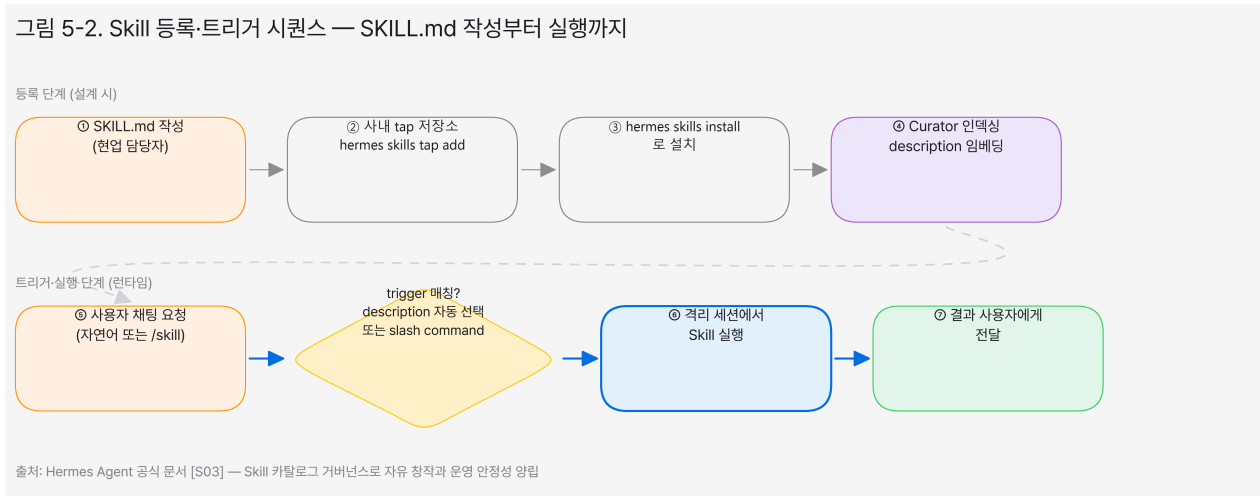 그림 5-2. Skill 등록·트리거 시퀀스 — SKILL.md 작성부터 실행까지
등록 단계 (설계 시)
① SKILL.md 작성
(현업 담당자)
② 사내 tap 저장소
hermes skills tap add
③ hermes skills install
로 설치
④ Curator 인덱싱
description 임베딩
트리거·실행 단계 (런타임)
⑤ 사용자 채팅 요청
(자연어 또는 /skill)
trigger 매칭?
description 자동 선택
또는 slash command
⑥ 격리 세션에서
Skill 실행
⑦ 결과 사용자에게
전달
출처: Hermes Agent 공식 문서 [S03] — Skill 카탈로그 거버넌스로 자유 창작과 운영 안정성 양립